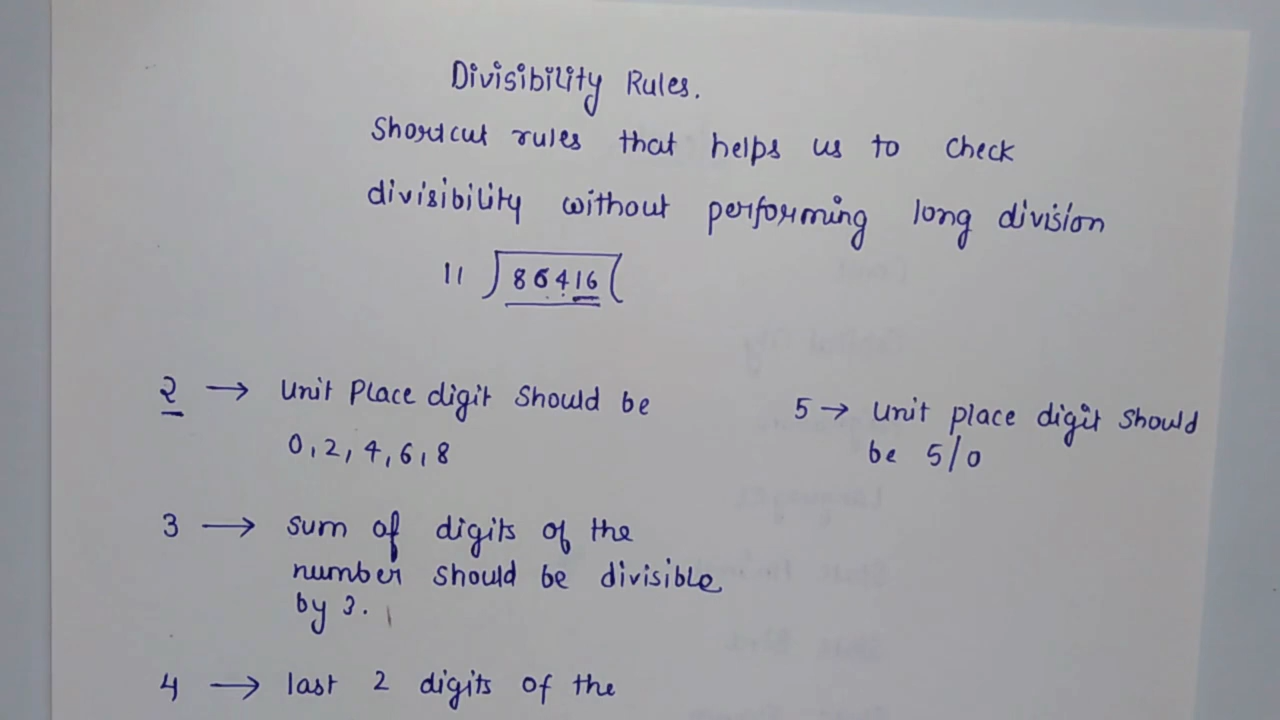 Divisibility Rules.
Shortcut rules that helps us to check
divisibility without performing long division
11 ) 86416 (
2 → Unit Place digit Should be
0, 2, 4, 6, 8
5 → Unit place digit should
be 5/0
3 → sum of digits of the
number should be divisible
by 3.
4 → last 2 digits of the